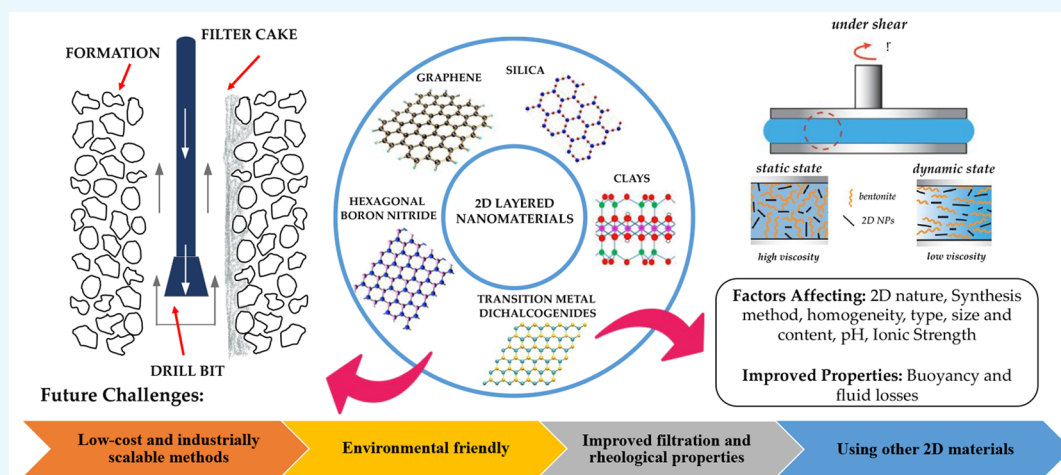 FORMATION
FILTER CAKE
DRILL BIT
GRAPHENE
SILICA
HEXAGONAL
BORON NITRIDE
2D LAYERED
NANOMATERIALS
CLAYS
TRANSITION METAL
DICHALCOGENIDES
under shear
static state
dynamic state
bentonite
2D NPs
high viscosity
low viscosity
Factors Affecting: 2D nature, Synthesis
method, homogeneity, type, size and
content, pH, Ionic Strength
Improved Properties: Buoyancy and
fluid losses
Future Challenges:
Low-cost and industrially
scalable methods
Environmental friendly
Improved filtration and
rheological properties
Using other 2D materials